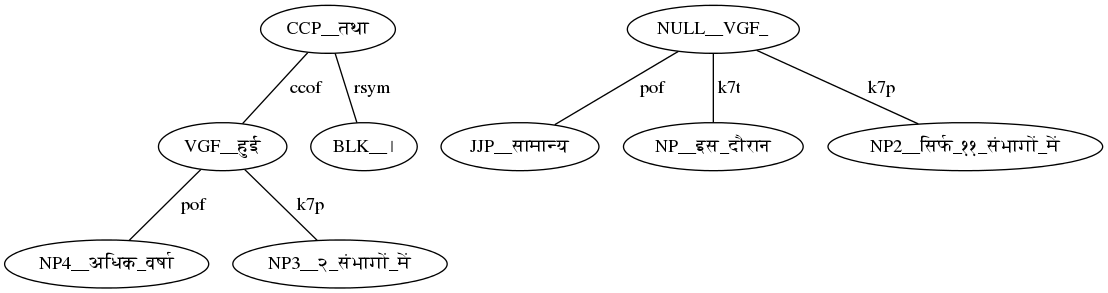 CCP__तथा NULL__VGF_
ccof rsym pof k7t k7p
VGF__हुई BLK__। JJP__सामान्य NP__इस_दौरान NP2__सिर्फ_११_संभागों_में
pof k7p
NP4__अधिक_वर्षा NP3__२_संभागों_में